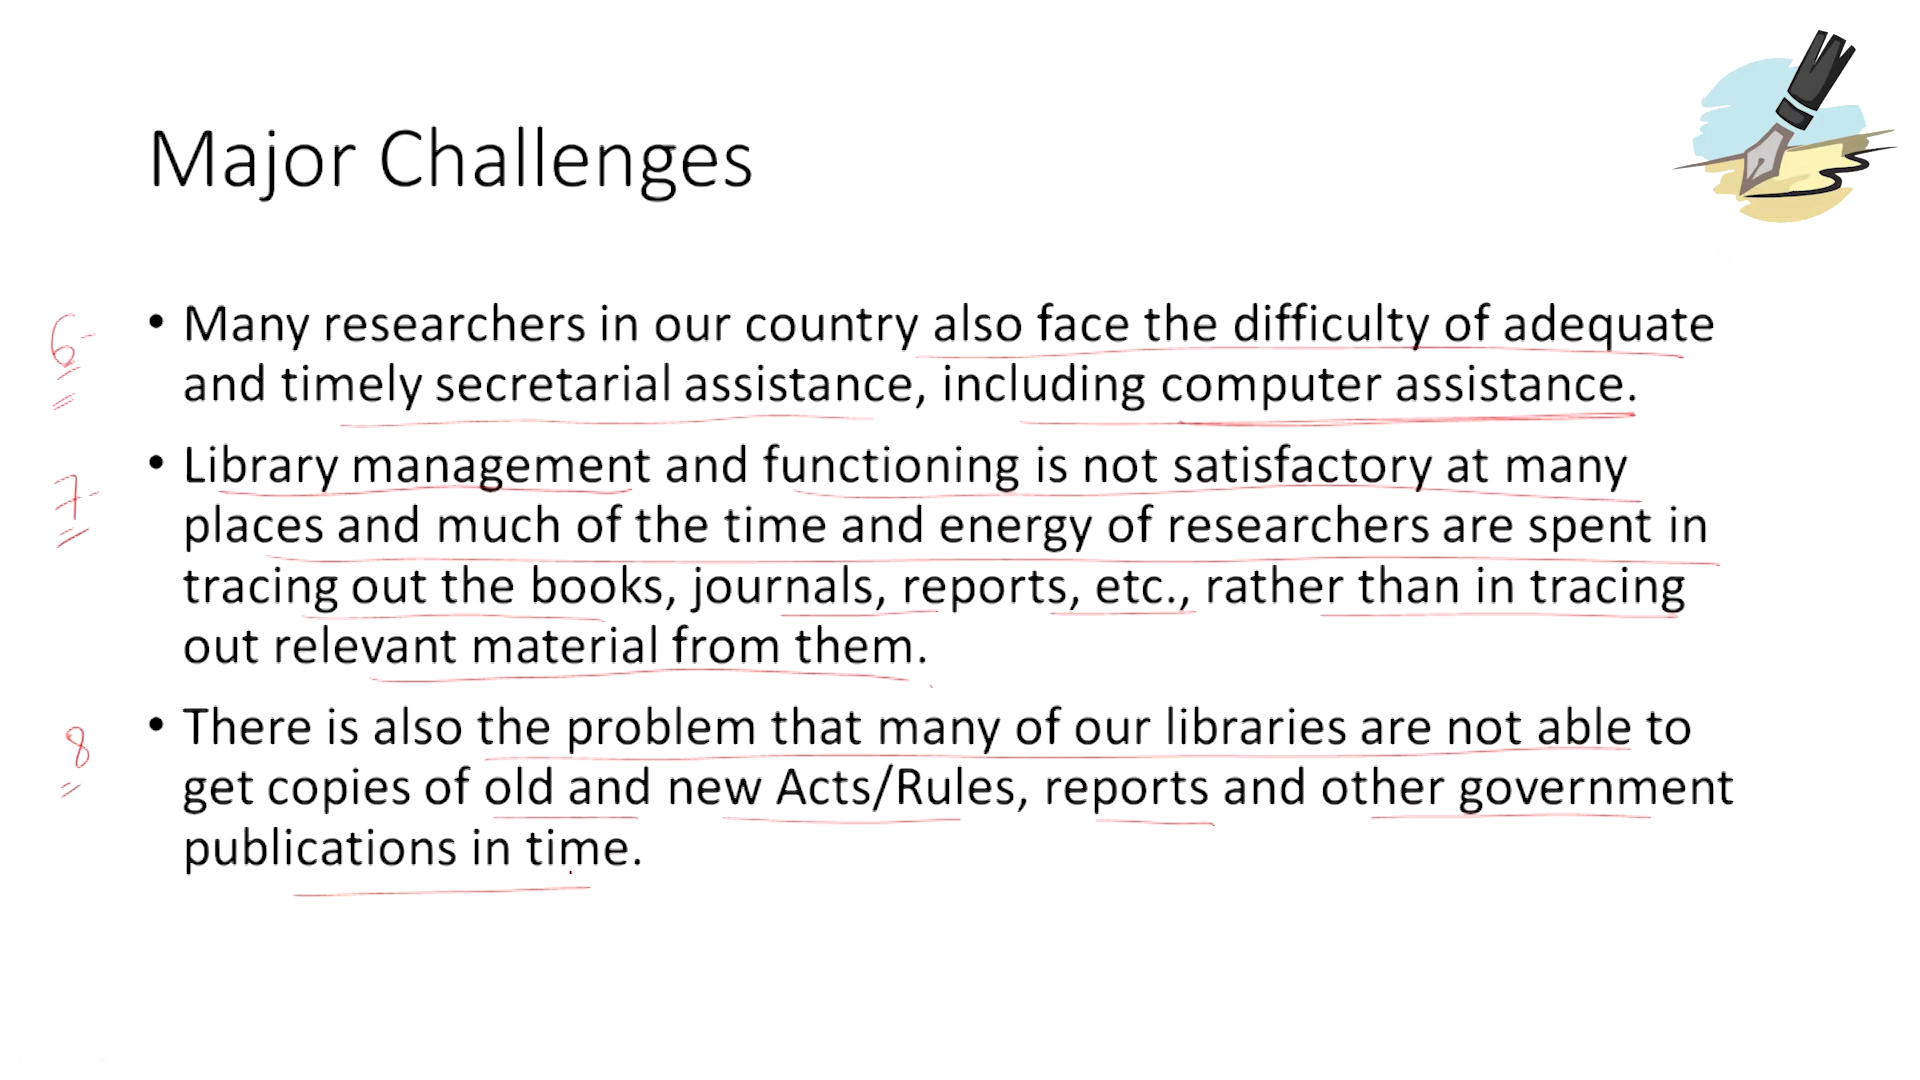 Major Challenges
6
• Many researchers in our country also face the difficulty of adequate
and timely secretarial assistance, including computer assistance.
7
• Library management and functioning is not satisfactory at many
places and much of the time and energy of researchers are spent in
tracing out the books, journals, reports, etc., rather than in tracing
out relevant material from them.
8
• There is also the problem that many of our libraries are not able to
get copies of old and new Acts/Rules, reports and other government
publications in time.